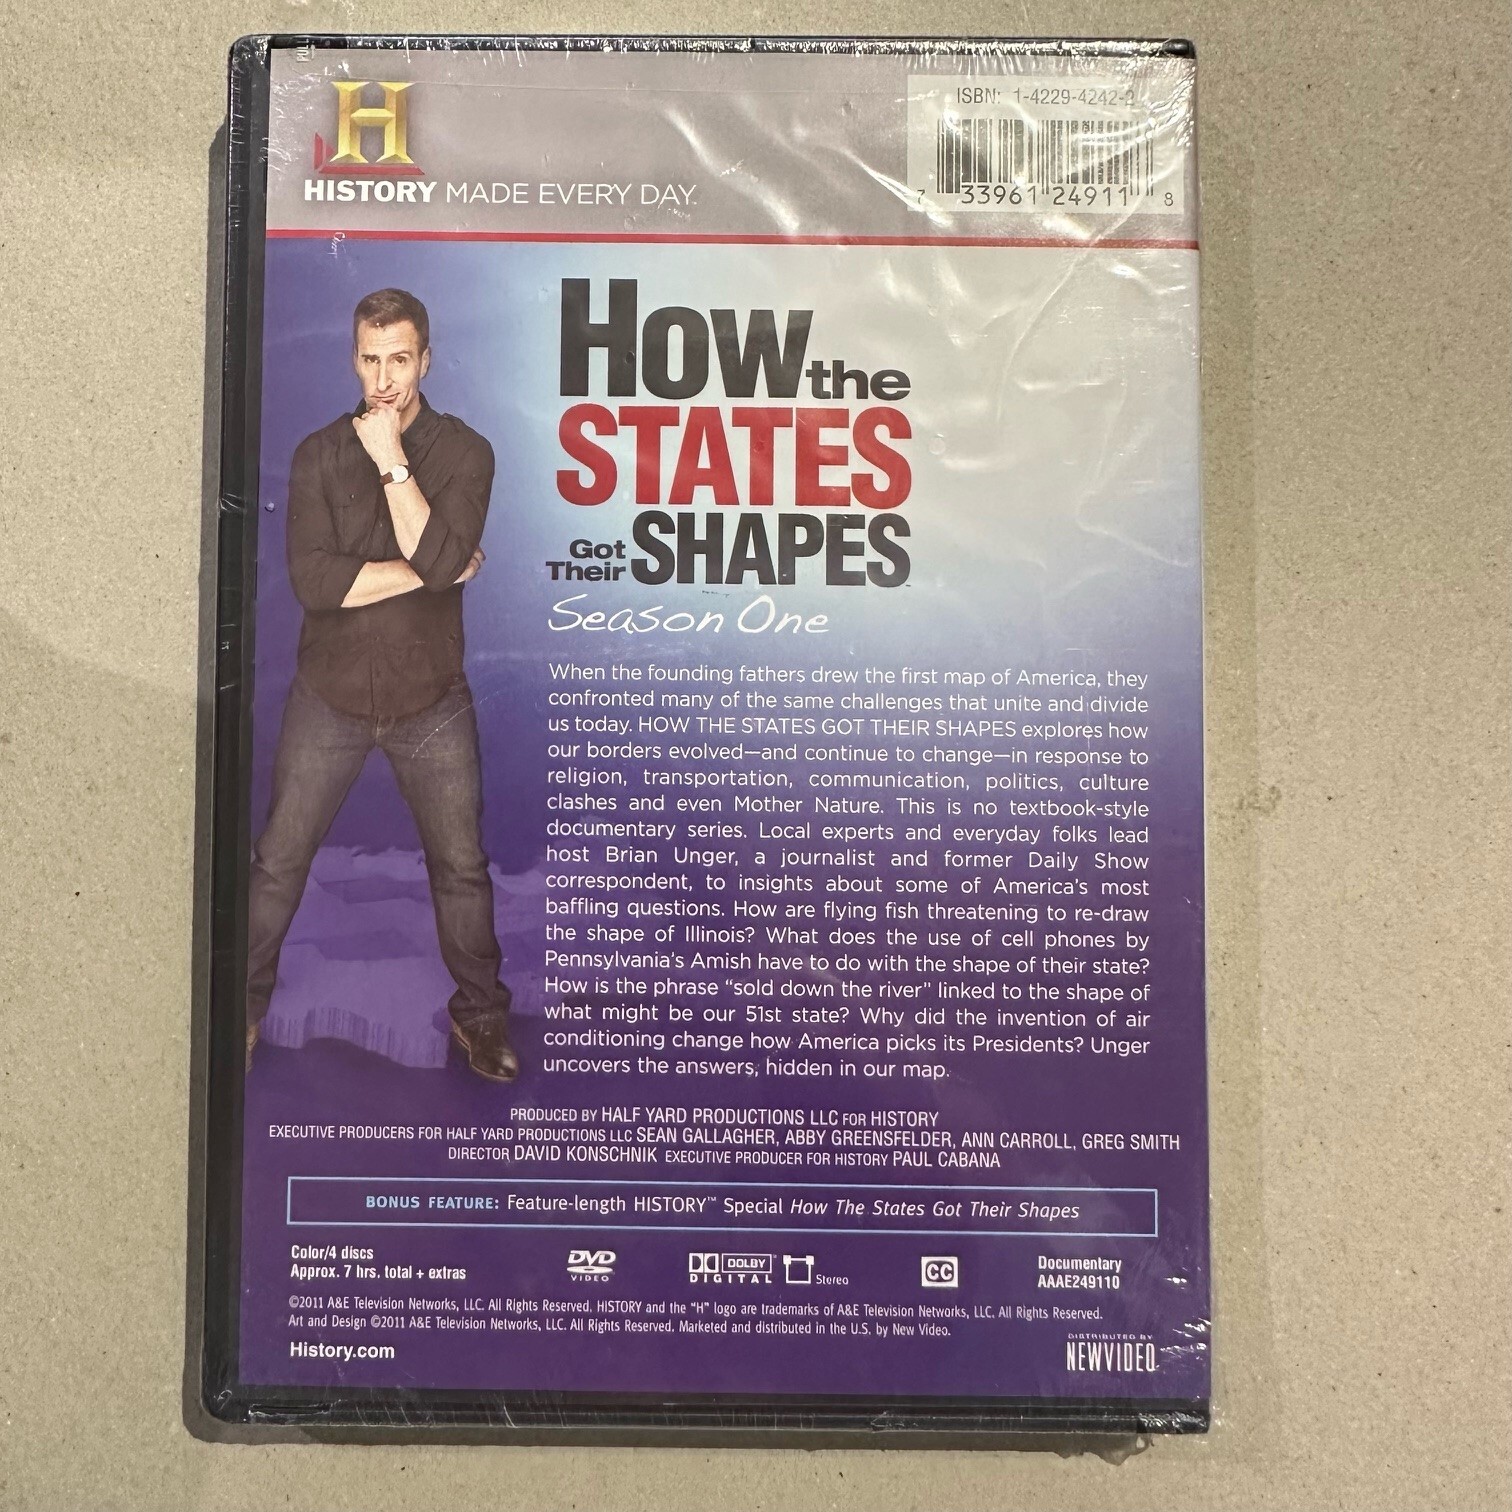 H
HISTORY MADE EVERY DAY.
ISBN: 1-4229-4242-2
7 33961 24911 8
HOW the
STATES
Got Their SHAPES
Season One
When the founding fathers drew the first map of America, they
confronted many of the same challenges that unite and divide
us today. HOW THE STATES GOT THEIR SHAPES explores how
our borders evolved—and continue to change—in response to
religion, transportation, communication, politics, culture
clashes and even Mother Nature. This is no textbook-style
documentary series. Local experts and everyday folks lead
host Brian Unger, a journalist and former Daily Show
correspondent, to insights about some of America's most
baffling questions. How are flying fish threatening to re-draw
the shape of Illinois? What does the use of cell phones by
Pennsylvania's Amish have to do with the shape of their state?
How is the phrase "sold down the river" linked to the shape of
what might be our 51st state? Why did the invention of air
conditioning change how America picks its Presidents? Unger
uncovers the answers, hidden in our map.
PRODUCED BY HALF YARD PRODUCTIONS LLC FOR HISTORY
EXECUTIVE PRODUCERS FOR HALF YARD PRODUCTIONS LLC SEAN GALLAGHER, ABBY GREENSFELDER, ANN CARROLL, GREG SMITH
DIRECTOR DAVID KONSCHNIK EXECUTIVE PRODUCER FOR HISTORY PAUL CABANA
BONUS FEATURE: Feature-length HISTORY™ Special How The States Got Their Shapes
Color/4 discs
Approx. 7 hrs. total + extras
DVD VIDEO
DOLBY DIGITAL
Stereo
CC
Documentary
AAAE249110
©2011 A&E Television Networks, LLC. All Rights Reserved. HISTORY and the "H" logo are trademarks of A&E Television Networks, LLC. All Rights Reserved.
Art and Design ©2011 A&E Television Networks, LLC. All Rights Reserved. Marketed and distributed in the U.S. by New Video.
History.com
DISTRIBUTED BY
NEWVIDEO